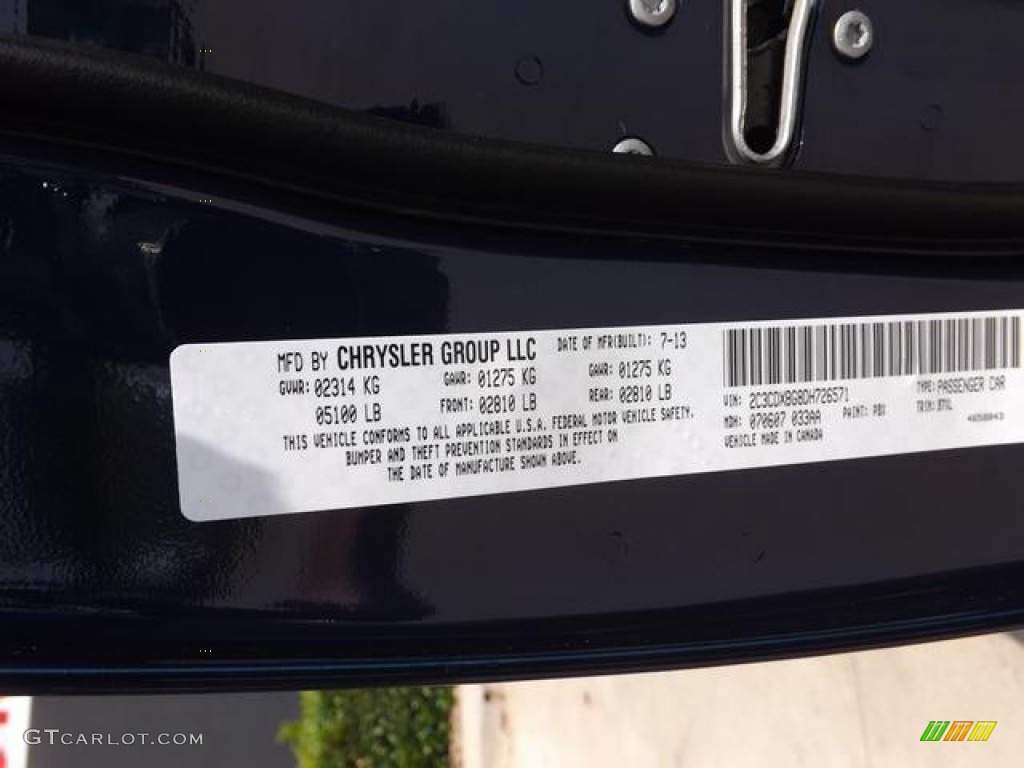 MFD BY CHRYSLER GROUP LLC DATE OF MFR(BUILT): 7-13
GVWR: 02314 KG GAWR: 01275 KG GAWR: 01275 KG
05100 LB FRONT: 02810 LB REAR: 02810 LB
THIS VEHICLE CONFORMS TO ALL APPLICABLE U.S.A. FEDERAL MOTOR VEHICLE SAFETY,
BUMPER AND THEFT PREVENTION STANDARDS IN EFFECT ON
THE DATE OF MANUFACTURE SHOWN ABOVE.
VIN: 2C3CDXBG8DH726571 TYPE: PASSENGER CAR
MDH: 070607 033AA PAINT: PBX TRIM:
VEHICLE MADE IN CANADA
GTCARLOT.COM